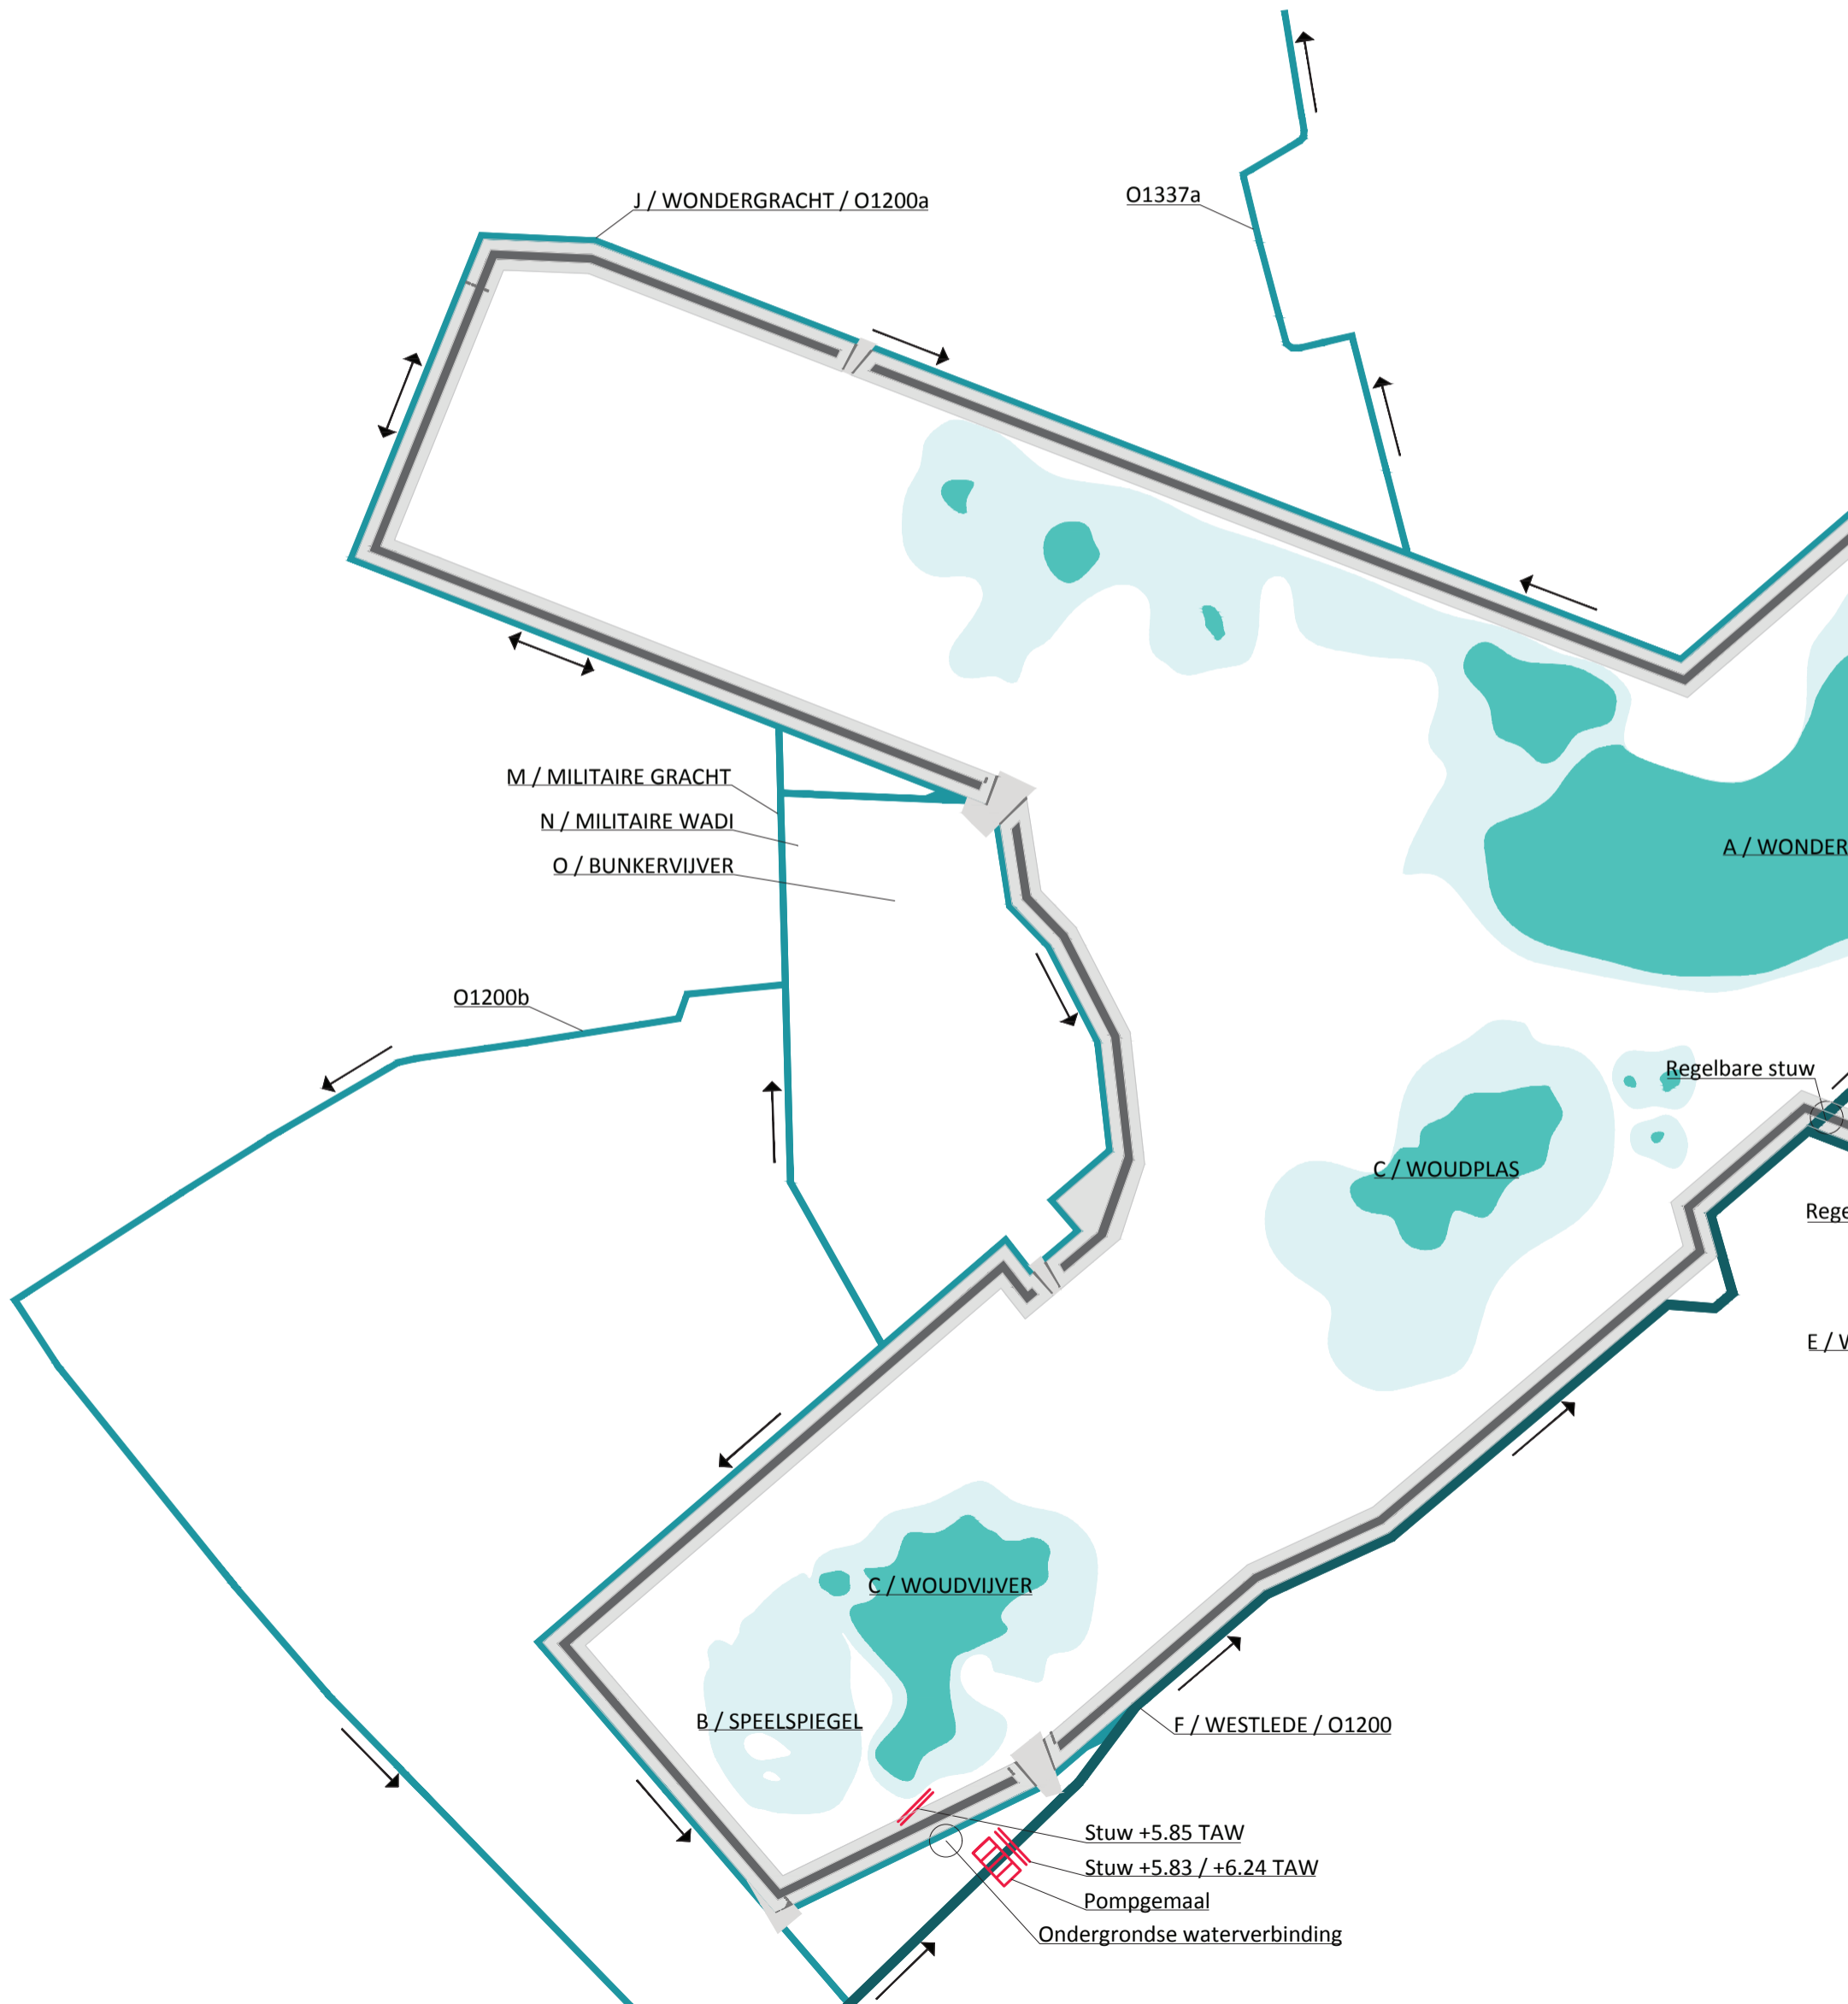 J / WONDERGRACHT / O1200a
O1337a
M / MILITAIRE GRACHT
N / MILITAIRE WADI
O / BUNKERVIJVER
A / WONDER
O1200b
Regelbare stuw
C / WOUDPLAS
Rege
E / V
C / WOUDVIJVER
B / SPEELSPIEGEL
F / WESTLEDE / O1200
Stuw +5.85 TAW
Stuw +5.83 / +6.24 TAW
Pompgemaal
Ondergrondse waterverbinding